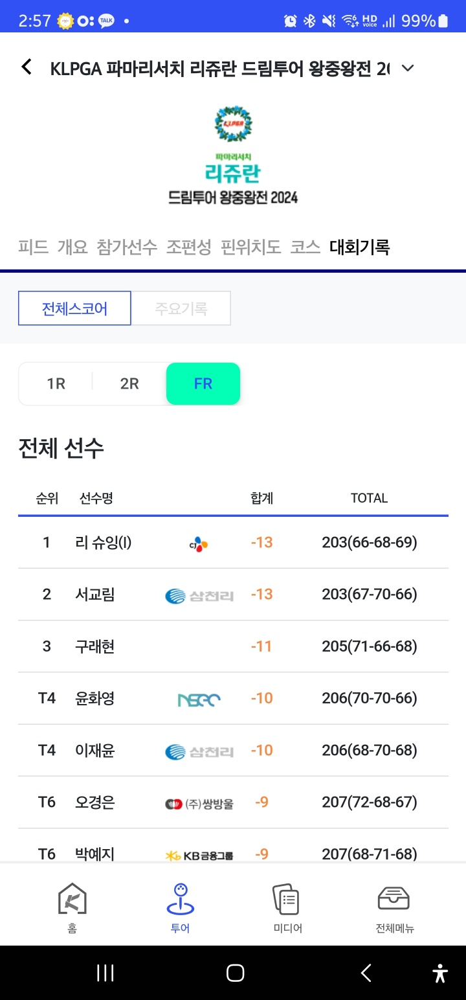 2:57 TALK HD voice 99%
KLPGA 파마리서치 리쥬란 드림투어 왕중왕전 20
KLPGA
파마리서치
리쥬란
드림투어 왕중왕전 2024
피드 개요 참가선수 조편성 핀위치도 코스 대회기록
전체스코어 주요기록
1R 2R FR
전체 선수
순위 선수명 합계 TOTAL
1 리 슈잉(I) CJ -13 203(66-68-69)
2 서교림 삼천리 -13 203(67-70-66)
3 구래현 -11 205(71-66-68)
T4 윤화영 NSEC -10 206(70-70-66)
T4 이재윤 삼천리 -10 206(68-70-68)
T6 오경은 (주)쌍방울 -9 207(72-68-67)
T6 박예지 KB금융그룹 -9 207(68-71-68)
홈 투어 미디어 전체메뉴